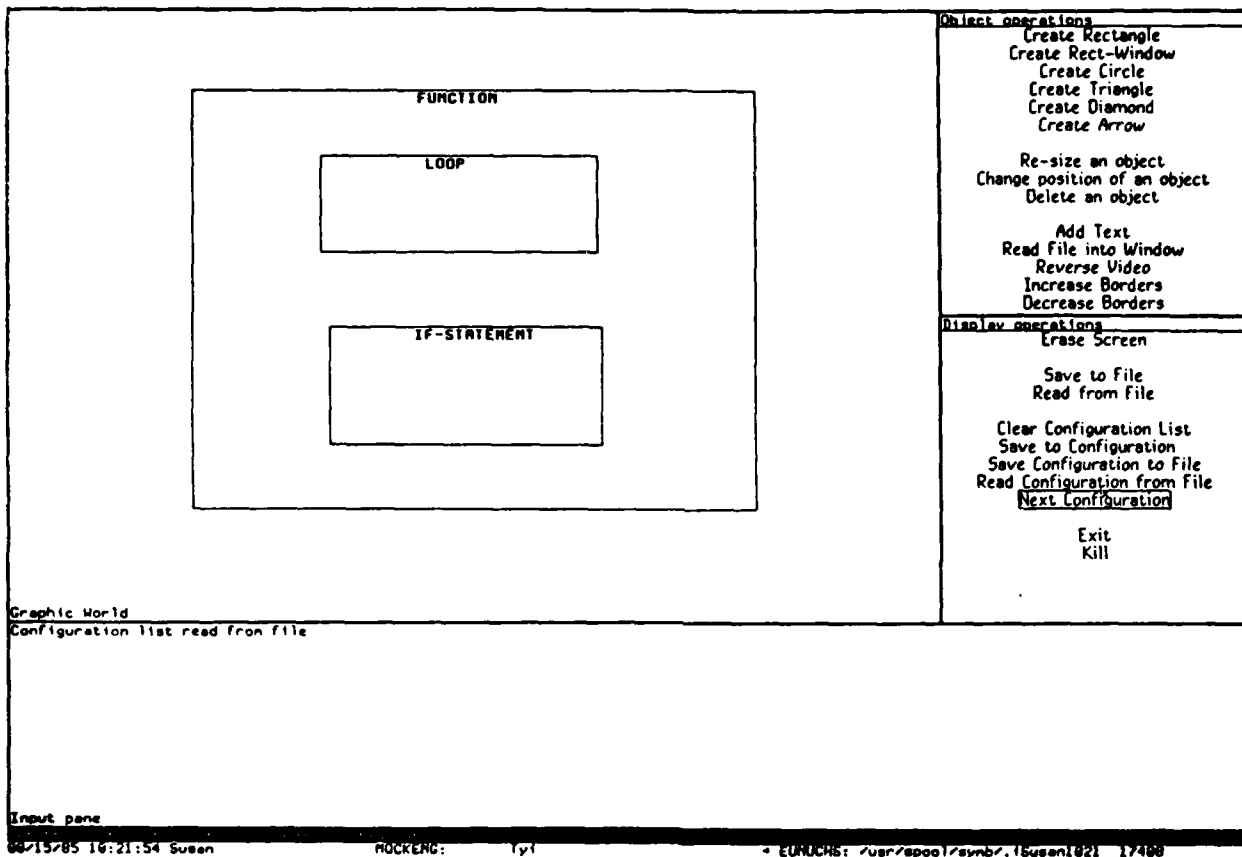 FUNCTION
LOOP
IF-STATEMENT
Graphic World
Object operations
Create Rectangle
Create Rect-Window
Create Circle
Create Triangle
Create Diamond
Create Arrow
Re-size an object
Change position of an object
Delete an object
Add Text
Read File into Window
Reverse Video
Increase Borders
Decrease Borders
Display operations
Erase Screen
Save to File
Read from File
Clear Configuration List
Save to Configuration
Save Configuration to File
Read Configuration from File
Next Configuration
Exit
Kill
Configuration list read from file
Input pane
10:21:54 Susan MOCKENG: Tyi